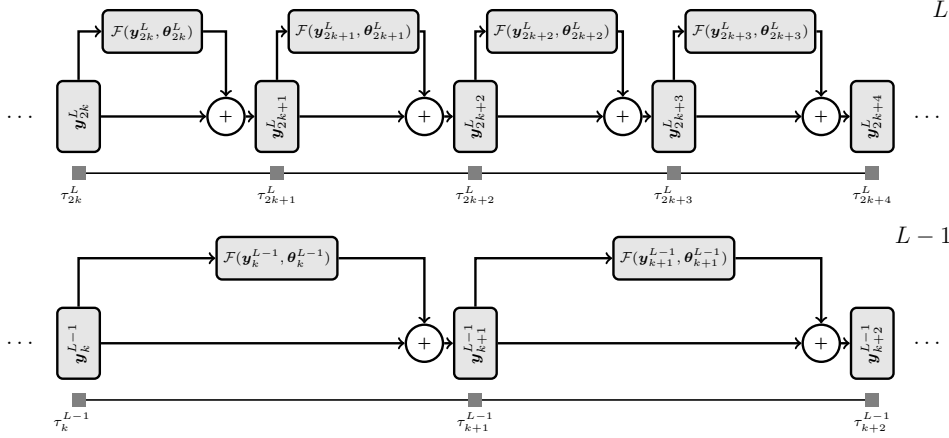 L
F(y^L_{2k}, θ^L_{2k}) F(y^L_{2k+1}, θ^L_{2k+1}) F(y^L_{2k+2}, θ^L_{2k+2}) F(y^L_{2k+3}, θ^L_{2k+3})
··· y^L_{2k} + y^L_{2k+1} + y^L_{2k+2} + y^L_{2k+3} + y^L_{2k+4} ···
τ^L_{2k} τ^L_{2k+1} τ^L_{2k+2} τ^L_{2k+3} τ^L_{2k+4}
L − 1
F(y^{L−1}_k, θ^{L−1}_k) F(y^{L−1}_{k+1}, θ^{L−1}_{k+1})
··· y^{L−1}_k + y^{L−1}_{k+1} + y^{L−1}_{k+2} ···
τ^{L−1}_k τ^{L−1}_{k+1} τ^{L−1}_{k+2}